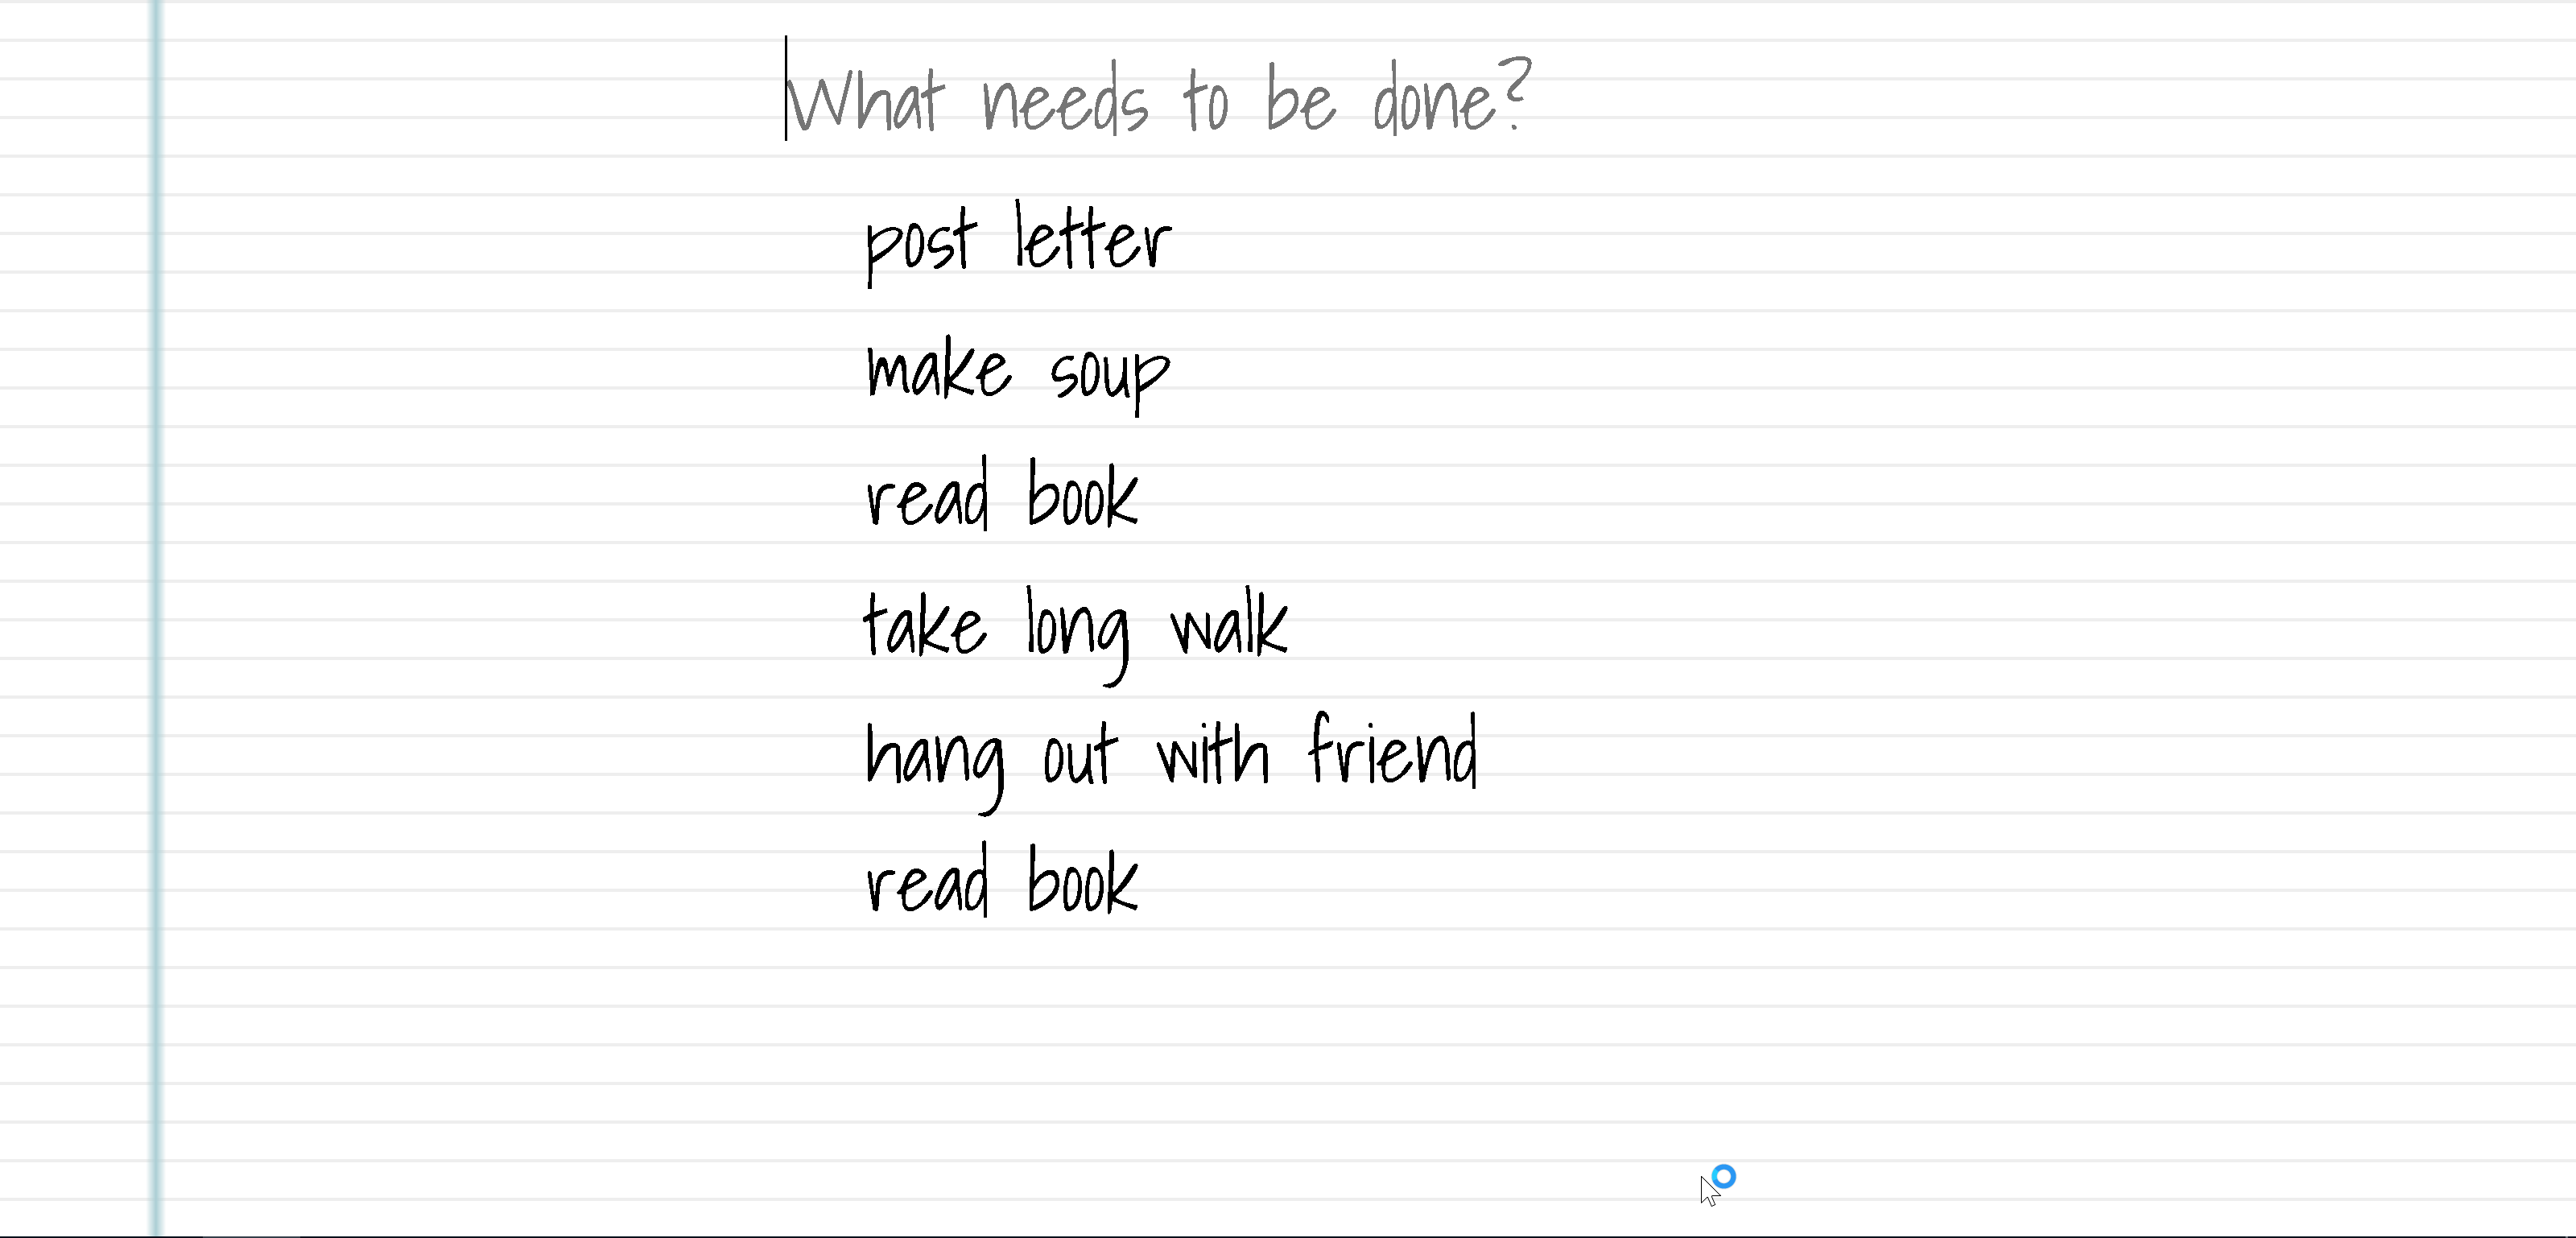 What needs to be done?
post letter
make soup
read book
take long walk
hang out with friend
read book